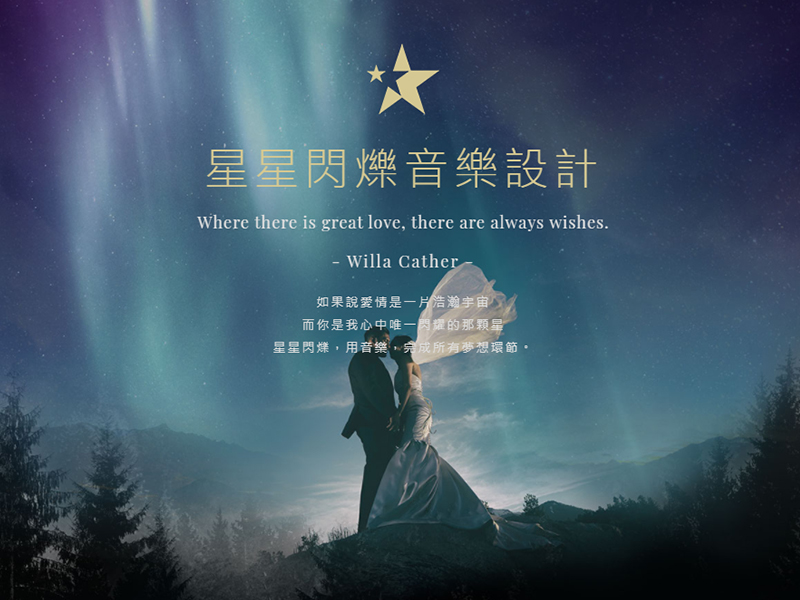 星星閃爍音樂設計
Where there is great love, there are always wishes.
- Willa Cather -
如果說愛情是一片浩瀚宇宙
而你是我心中唯一閃爍的那顆星
星星閃爍，用音樂，完成所有夢想環節。